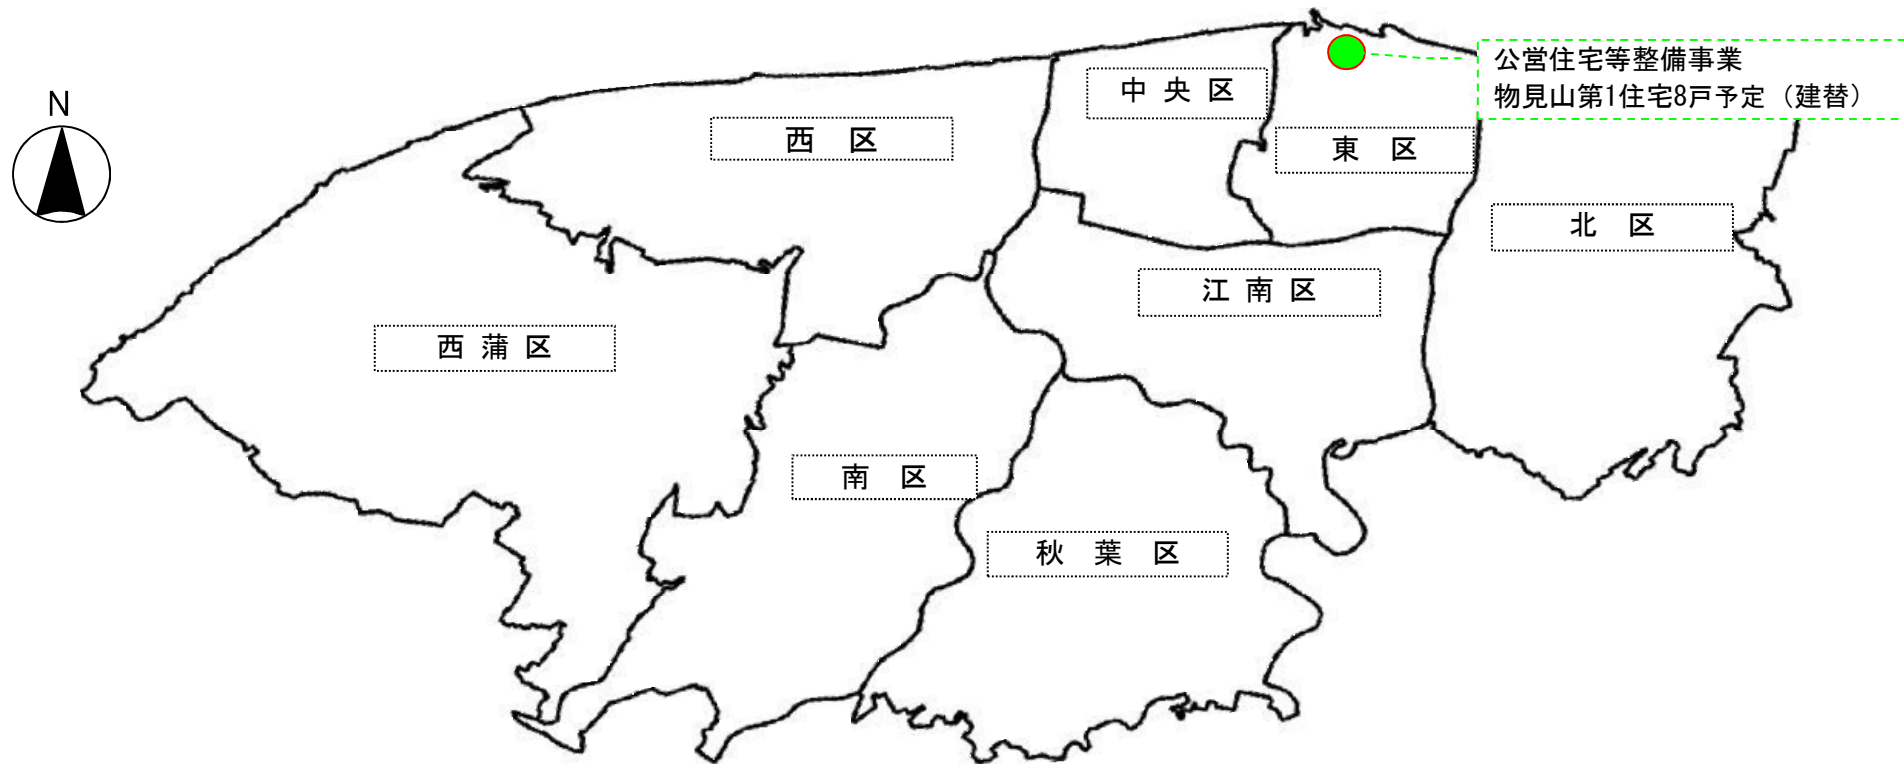 N
公営住宅等整備事業
物見山第1住宅8戸予定（建替）
中央区
西区
東区
北区
江南区
西蒲区
南区
秋葉区